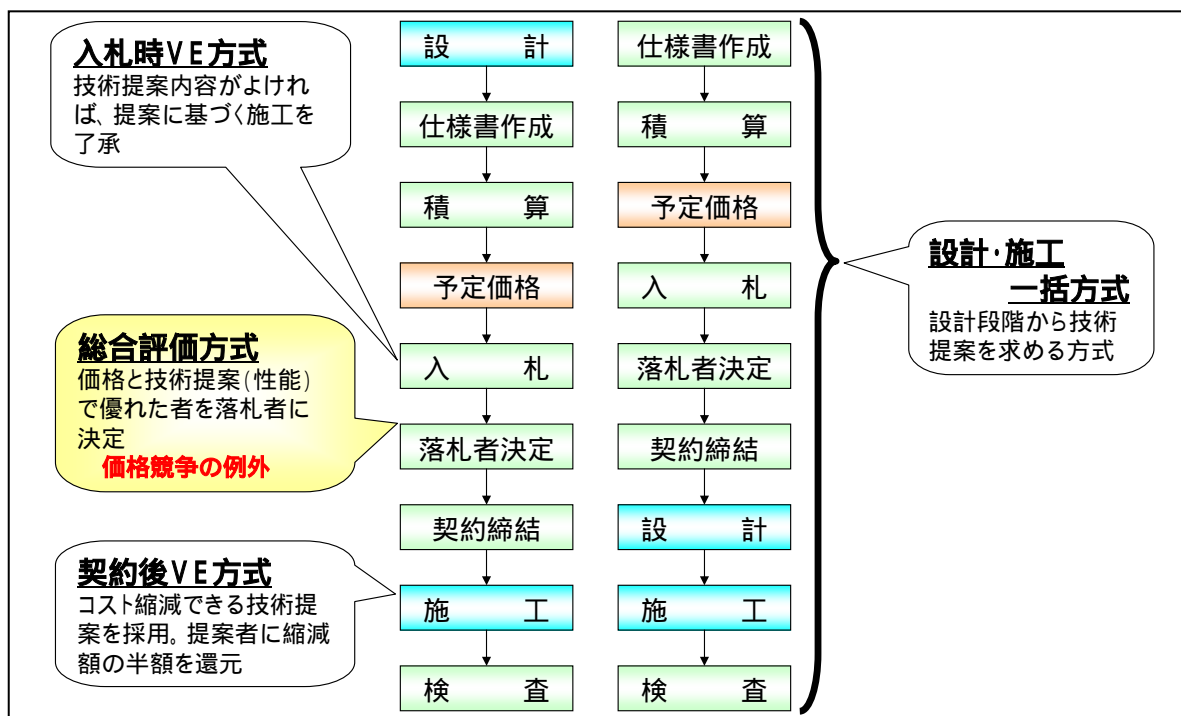 入札時ＶＥ方式
技術提案内容がよけれ
ば、提案に基づく施工を
了承
総合評価方式
価格と技術提案(性能)
で優れた者を落札者に
決定
価格競争の例外
契約後ＶＥ方式
コスト縮減できる技術提
案を採用。提案者に縮減
額の半額を還元
設　　計
仕様書作成
積　　算
予定価格
入　　札
落札者決定
契約締結
施　　工
検　　査
仕様書作成
積　　算
予定価格
入　　札
落札者決定
契約締結
設　　計
施　　工
検　　査
設計･施工
一括方式
設計段階から技術
提案を求める方式